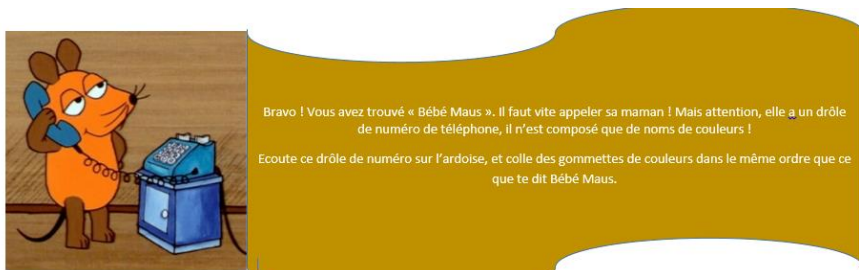 Bravo ! Vous avez trouvé « Bébé Maus ». Il faut vite appeler sa maman ! Mais attention, elle a un drôle
de numéro de téléphone, il n'est composé que de noms de couleurs !
Ecoute ce drôle de numéro sur l'ardoise, et colle des gommettes de couleurs dans le même ordre que ce
que te dit Bébé Maus.